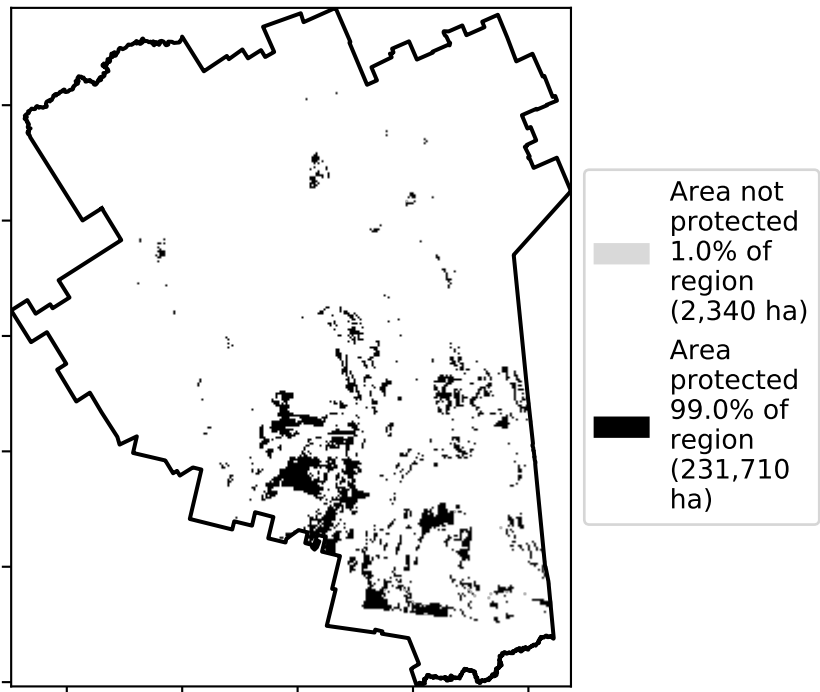 Area not
protected
1.0% of
region
(2,340 ha)
Area
protected
99.0% of
region
(231,710
ha)